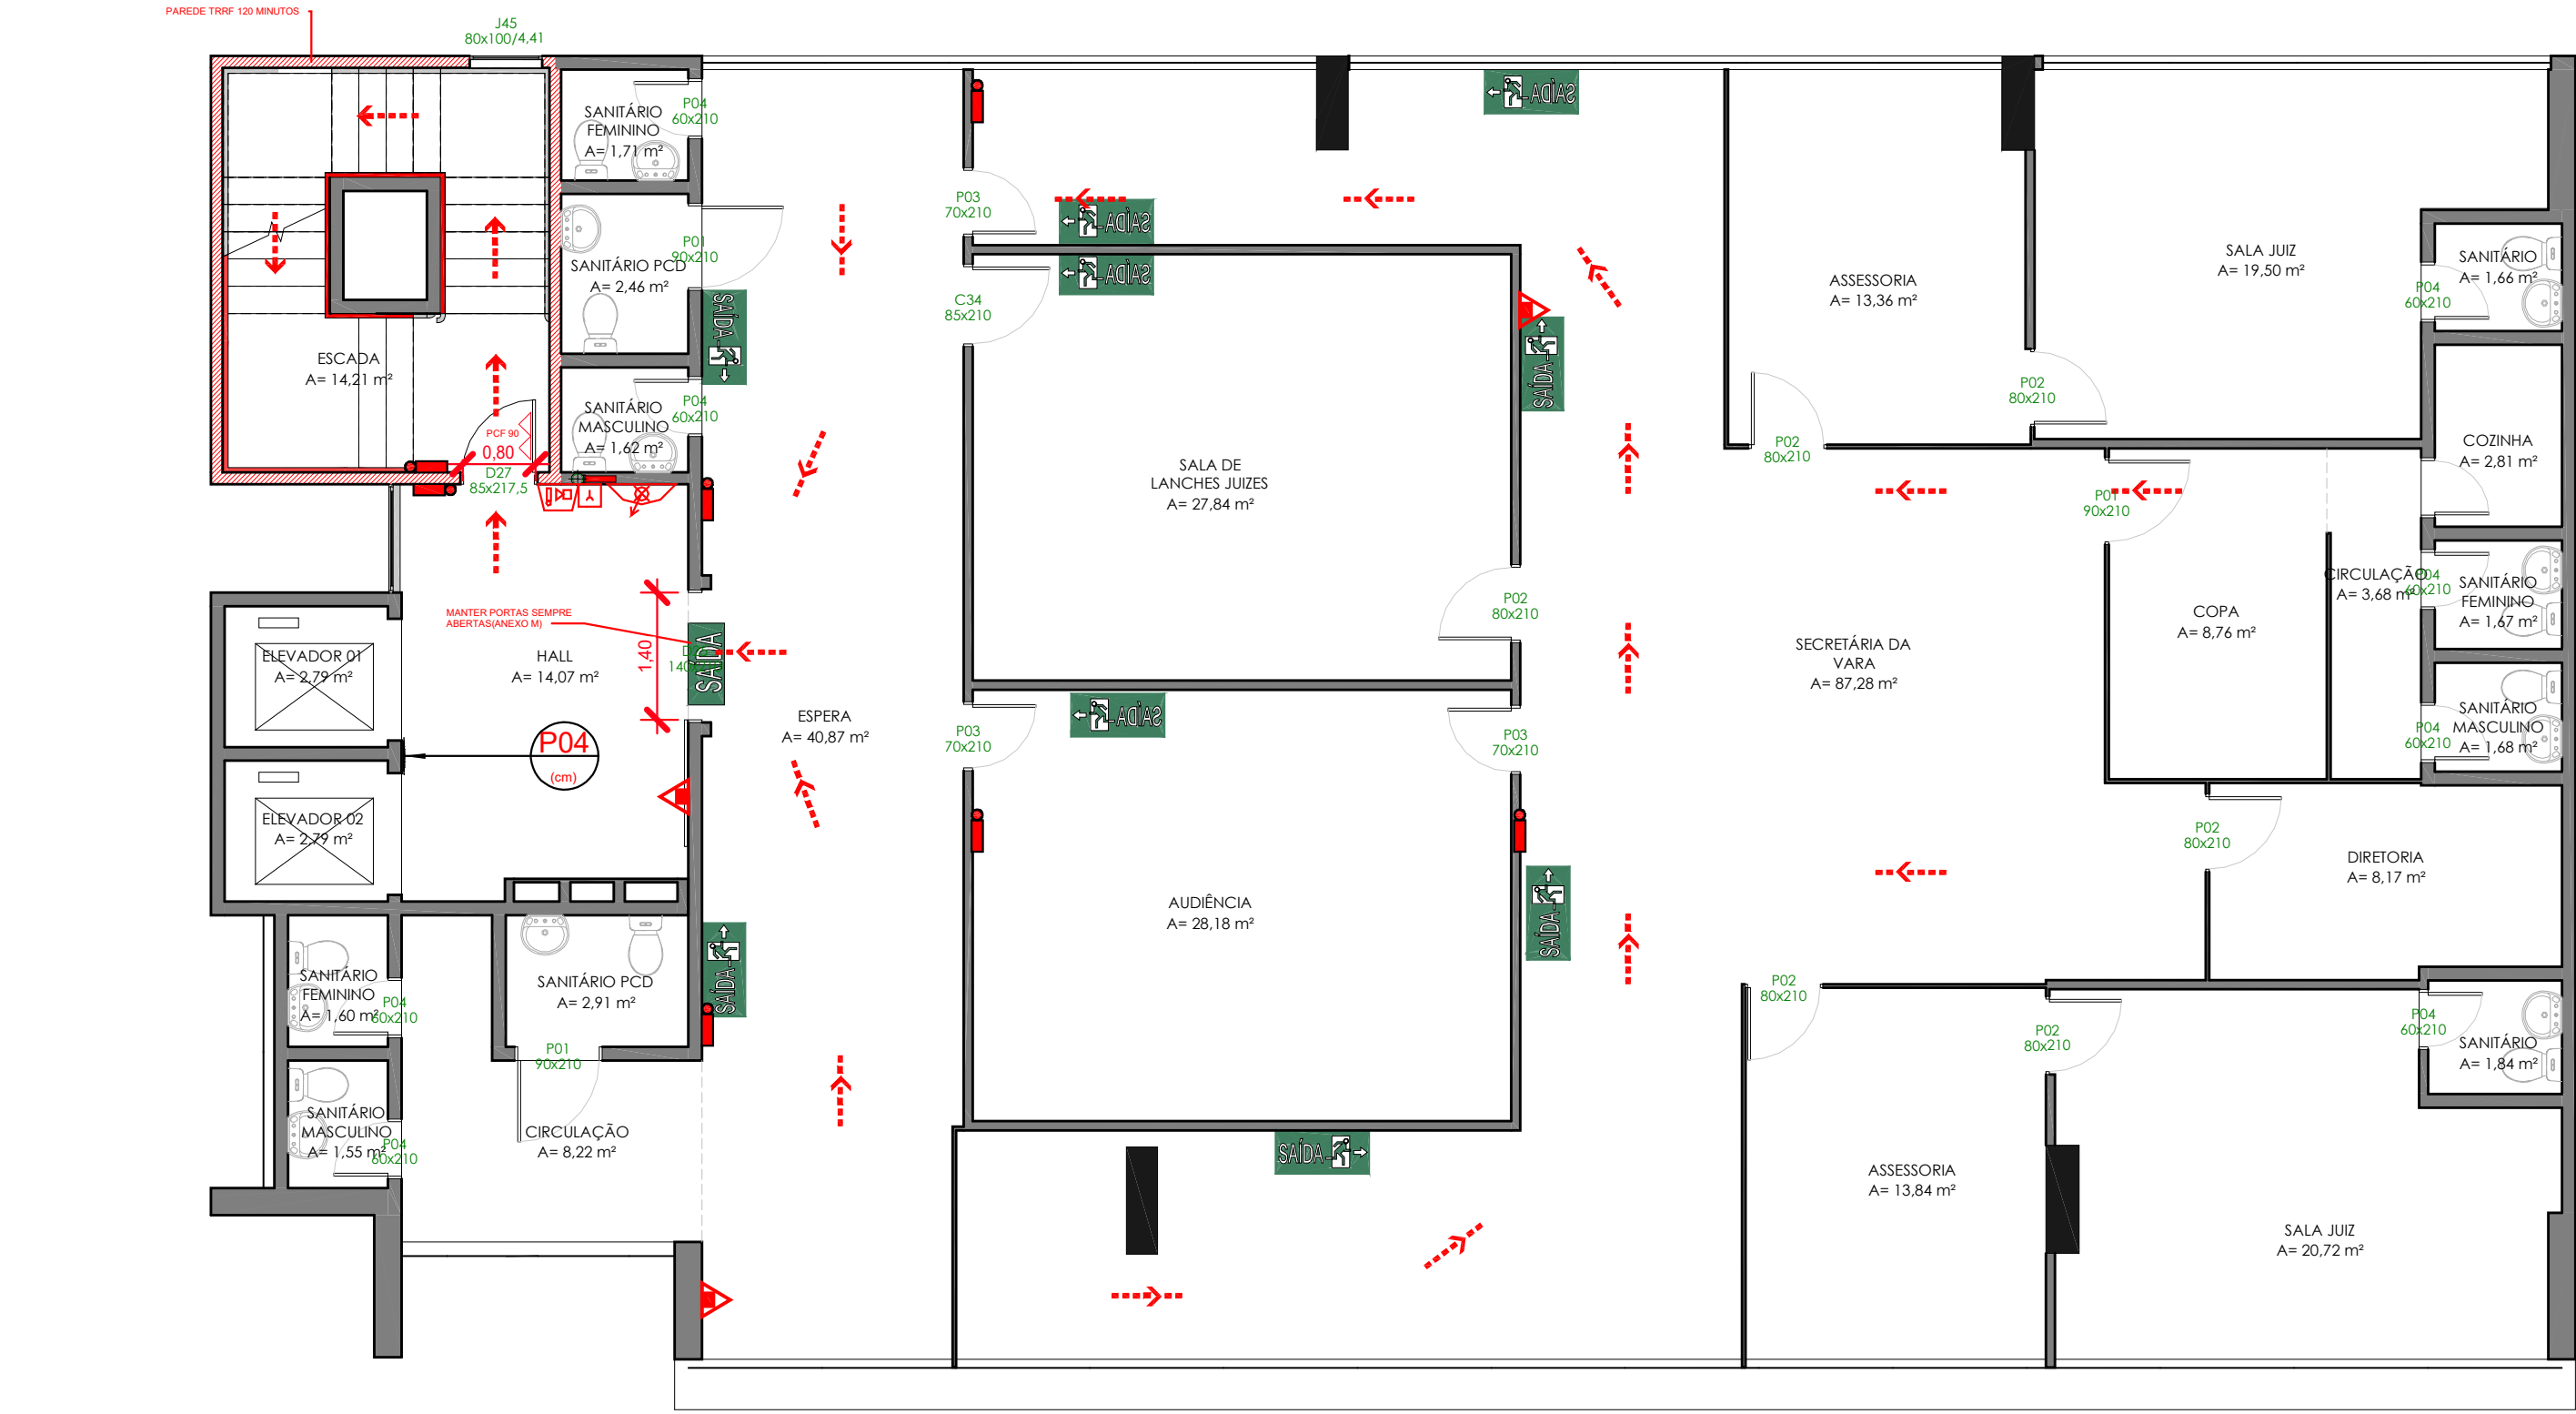 PAREDE TRRF 120 MINUTOS
J45
80x100/4,41
SANITÁRIO
FEMININO
A= 1,71 m²
P04
60x210
SAÍDA
P03
70x210
SAÍDA
P01
90x210
SANITÁRIO PCD
A= 2,46 m²
SAÍDA
C34
85x210
SAÍDA
ASSESSORIA
A= 13,36 m²
SALA JUIZ
A= 19,50 m²
SANITÁRIO
A= 1,66 m²
P04
60x210
ESCADA
A= 14,21 m²
SAÍDA
P02
80x210
SANITÁRIO
MASCULINO
A= 1,62 m²
P04
60x210
PCF 90
0,80
D27
85x217,5
SALA DE
LANCHES JUIZES
A= 27,84 m²
P02
80x210
COZINHA
A= 2,81 m²
P01
90x210
CIRCULAÇÃO
A= 3,68 m²
P04
60x210
SANITÁRIO
FEMININO
A= 1,67 m²
MANTER PORTAS SEMPRE
ABERTAS(ANEXO M)
P02
80x210
COPA
A= 8,76 m²
ELEVADOR 01
A= 2,79 m²
HALL
A= 14,07 m²
1,40
SAÍDA
SECRETÁRIA DA
VARA
A= 87,28 m²
ESPERA
A= 40,87 m²
SAÍDA
P03
70x210
P03
70x210
P04
60x210
SANITÁRIO
MASCULINO
A= 1,68 m²
P04
(cm)
ELEVADOR 02
A= 2,79 m²
P02
80x210
DIRETORIA
A= 8,17 m²
AUDIÊNCIA
A= 28,18 m²
SAÍDA
SAÍDA
SANITÁRIO
FEMININO
A= 1,60 m²
P04
60x210
SANITÁRIO PCD
A= 2,91 m²
P01
90x210
P02
80x210
P02
80x210
P04
60x210
SANITÁRIO
A= 1,84 m²
SANITÁRIO
MASCULINO
A= 1,55 m²
P04
60x210
CIRCULAÇÃO
A= 8,22 m²
SAÍDA
ASSESSORIA
A= 13,84 m²
SALA JUIZ
A= 20,72 m²